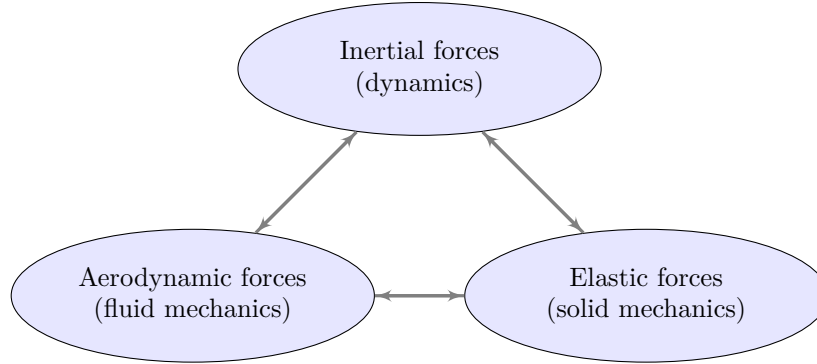 Inertial forces
(dynamics)
Aerodynamic forces
(fluid mechanics)
Elastic forces
(solid mechanics)